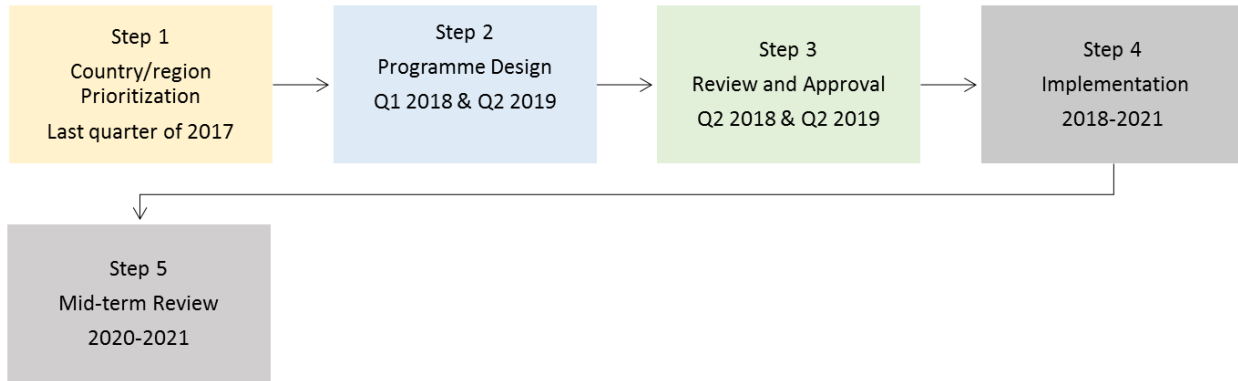 Step 1
Country/region
Prioritization
Last quarter of 2017
Step 2
Programme Design
Q1 2018 & Q2 2019
Step 3
Review and Approval
Q2 2018 & Q2 2019
Step 4
Implementation
2018-2021
Step 5
Mid-term Review
2020-2021